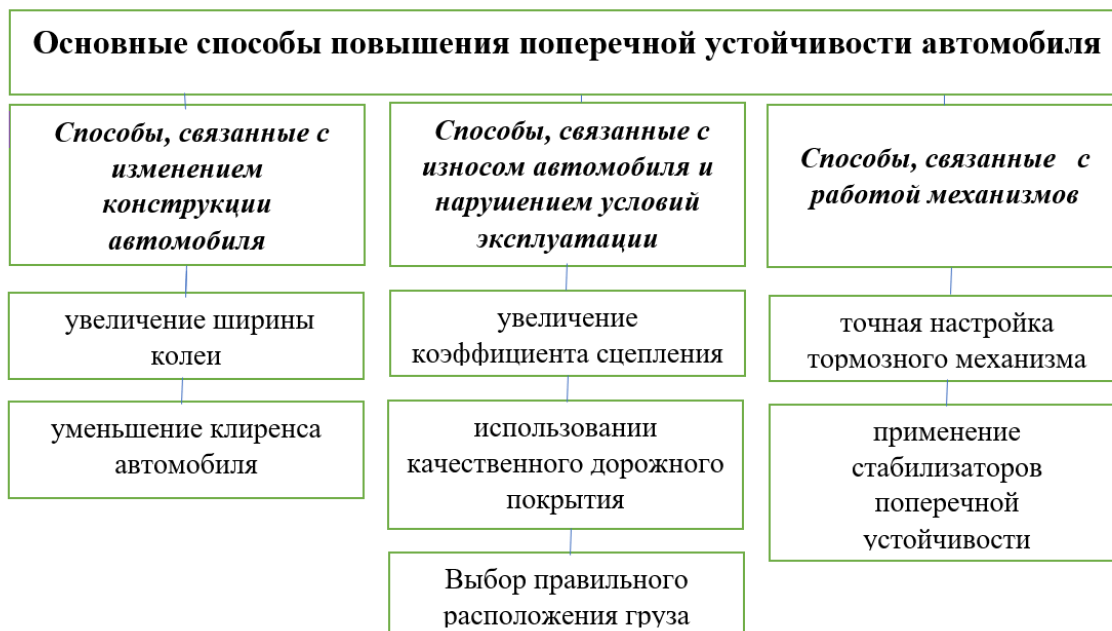 Основные способы повышения поперечной устойчивости автомобиля
Способы, связанные с
изменением
конструкции
автомобиля
увеличение ширины
колеи
уменьшение клиренса
автомобиля
Способы, связанные с
износом автомобиля и
нарушением условий
эксплуатации
увеличение
коэффициента сцепления
использовании
качественного дорожного
покрытия
Выбор правильного
расположения груза
Способы, связанные с
работой механизмов
точная настройка
тормозного механизма
применение
стабилизаторов
поперечной
устойчивости